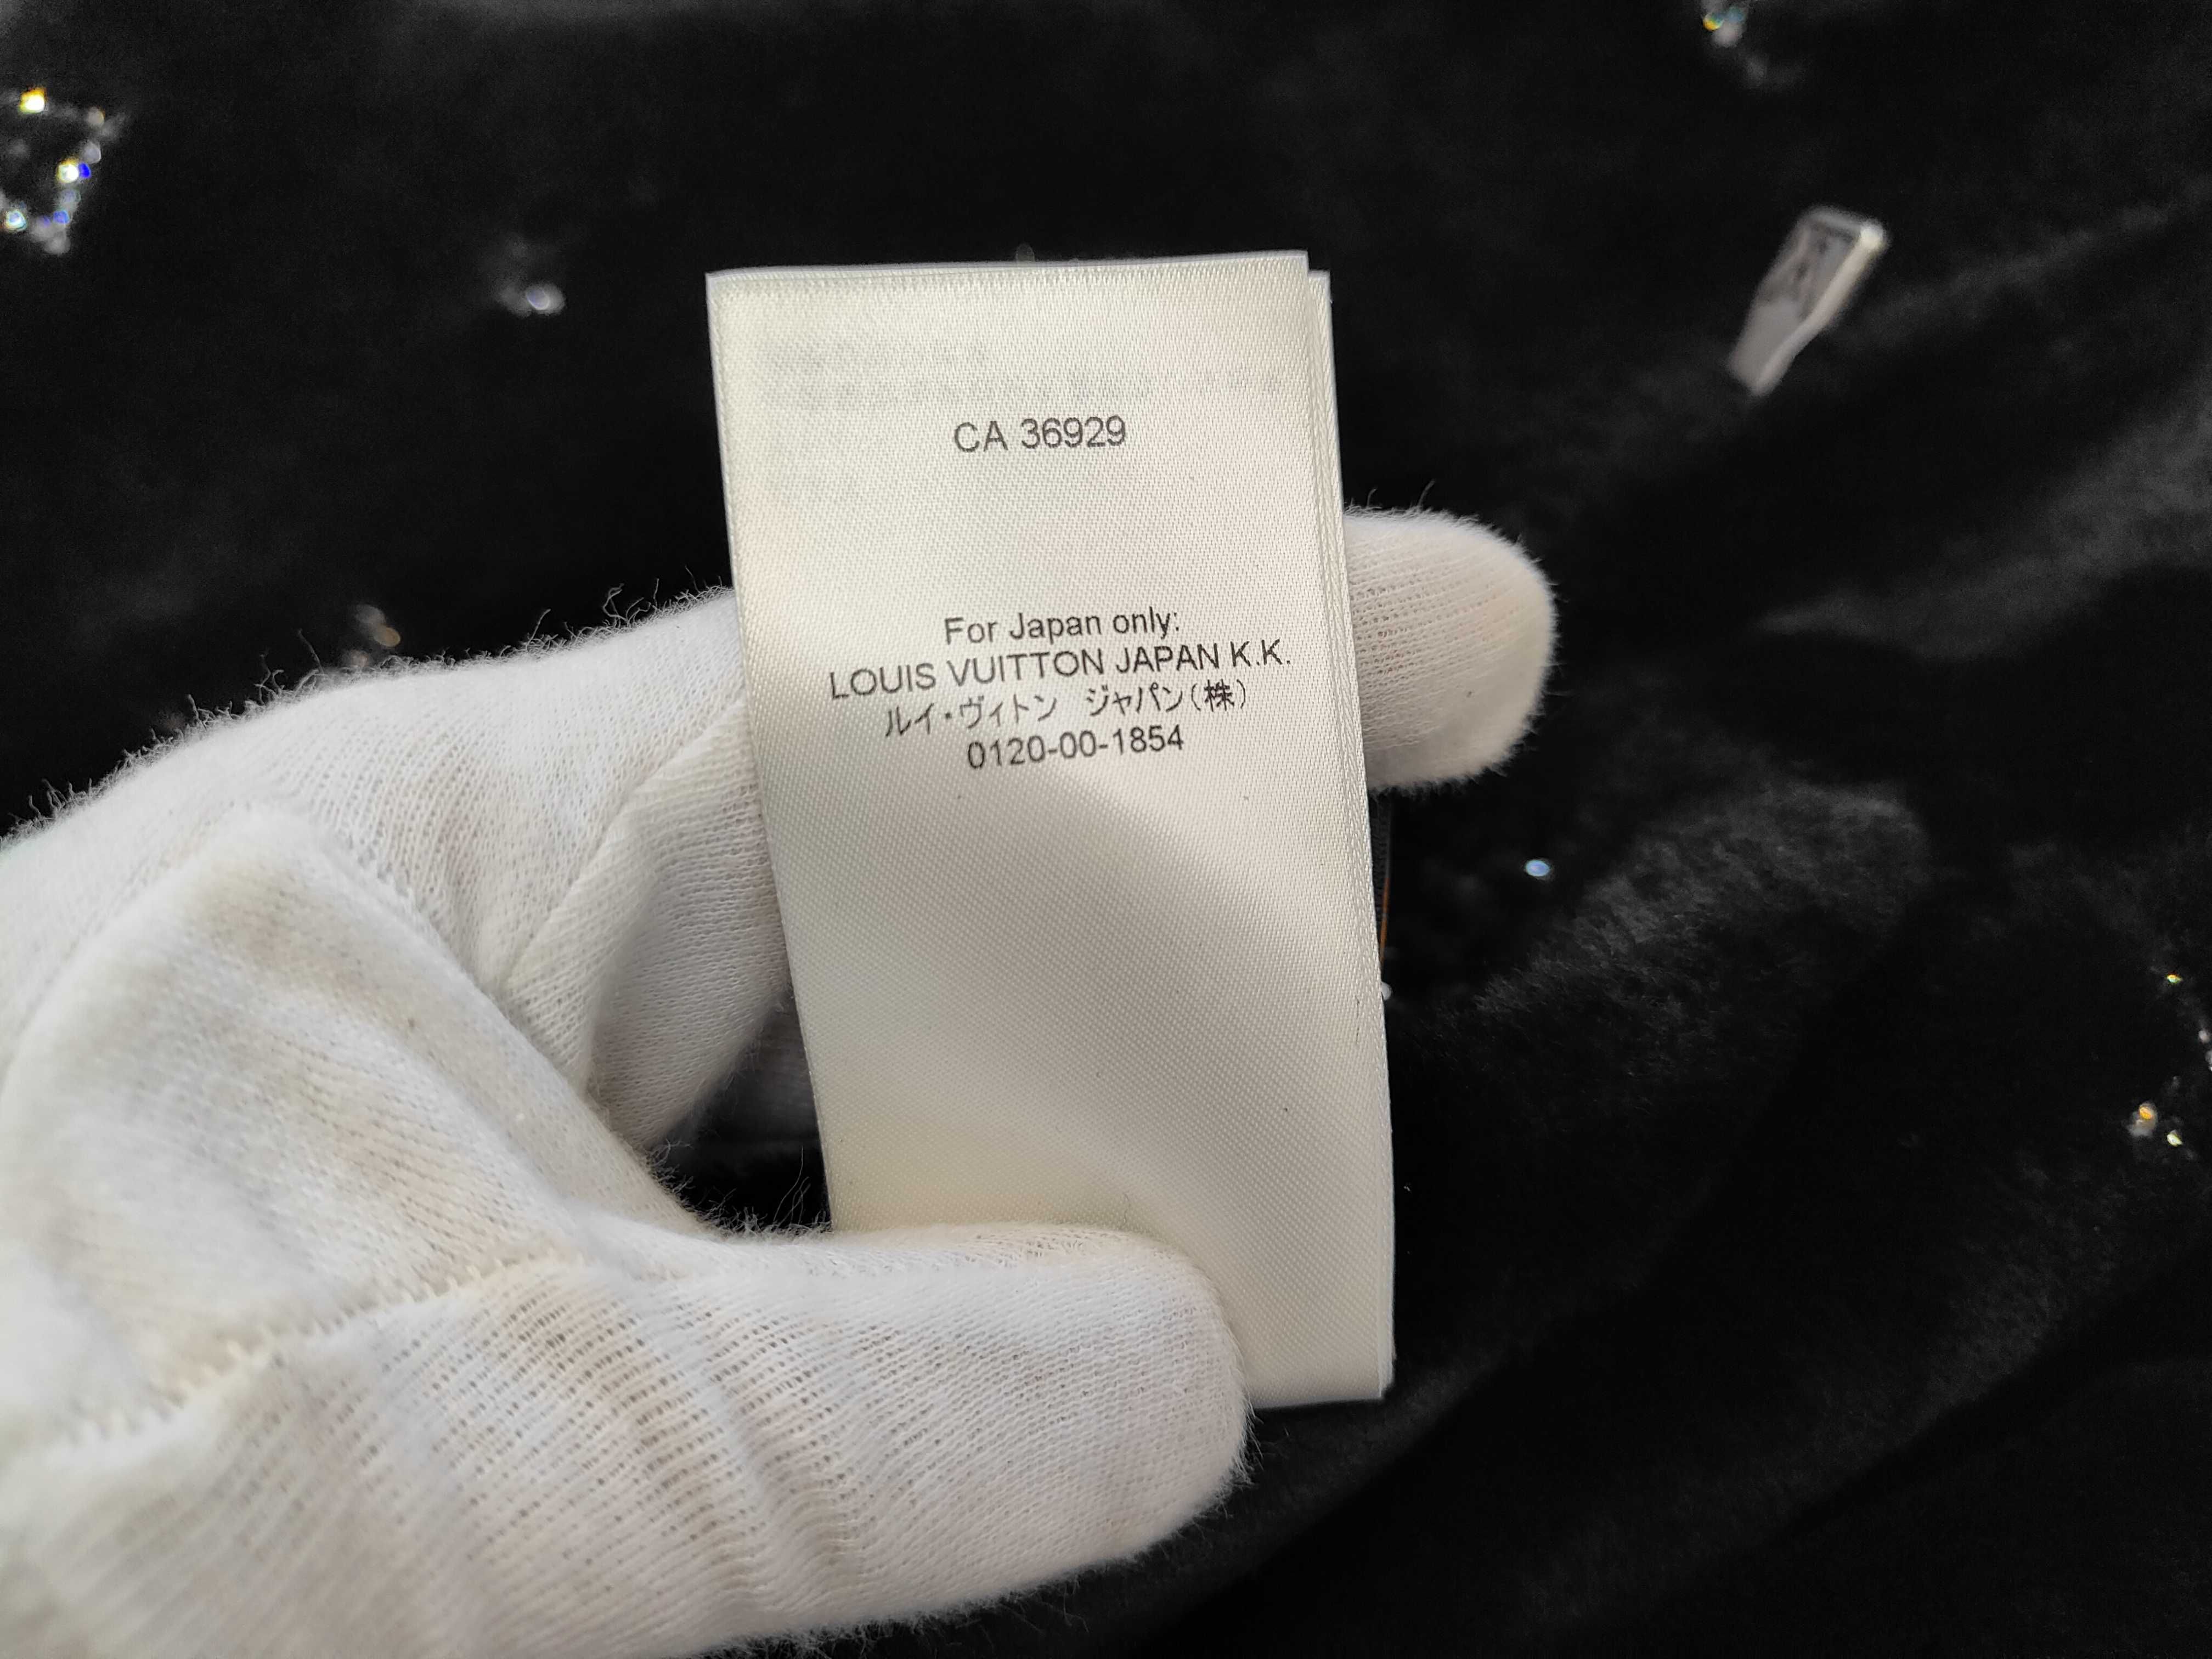 CA 36929
For Japan only:
LOUIS VUITTON JAPAN K.K.
ルイ・ヴィトン　ジャパン(株)
0120-00-1854